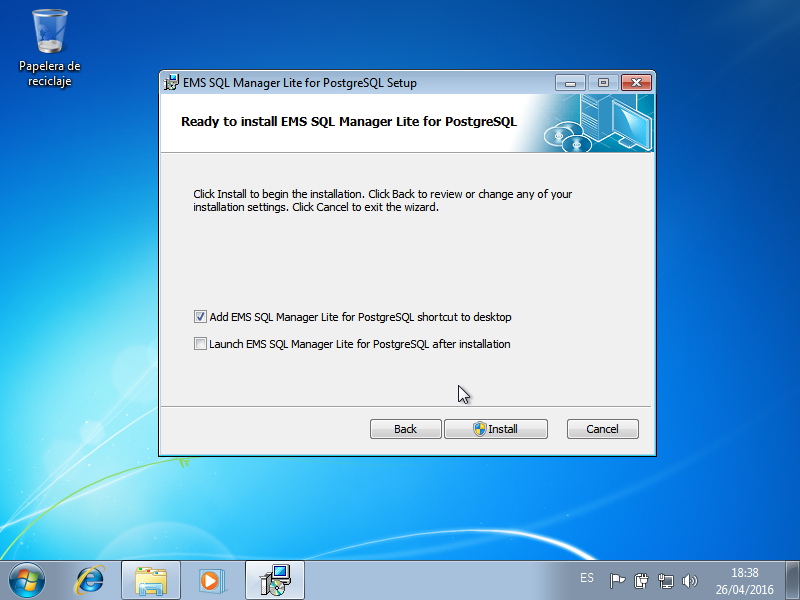 Papelera de
reciclaje
EMS SQL Manager Lite for PostgreSQL Setup
Ready to install EMS SQL Manager Lite for PostgreSQL
Click Install to begin the installation. Click Back to review or change any of your
installation settings. Click Cancel to exit the wizard.
Add EMS SQL Manager Lite for PostgreSQL shortcut to desktop
Launch EMS SQL Manager Lite for PostgreSQL after installation
Back
Install
Cancel
ES
18:38
26/04/2016